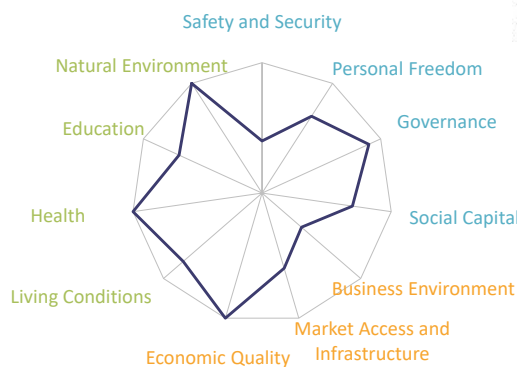 Safety and Security
Personal Freedom
Governance
Social Capital
Business Environment
Market Access and
Infrastructure
Economic Quality
Living Conditions
Health
Education
Natural Environment